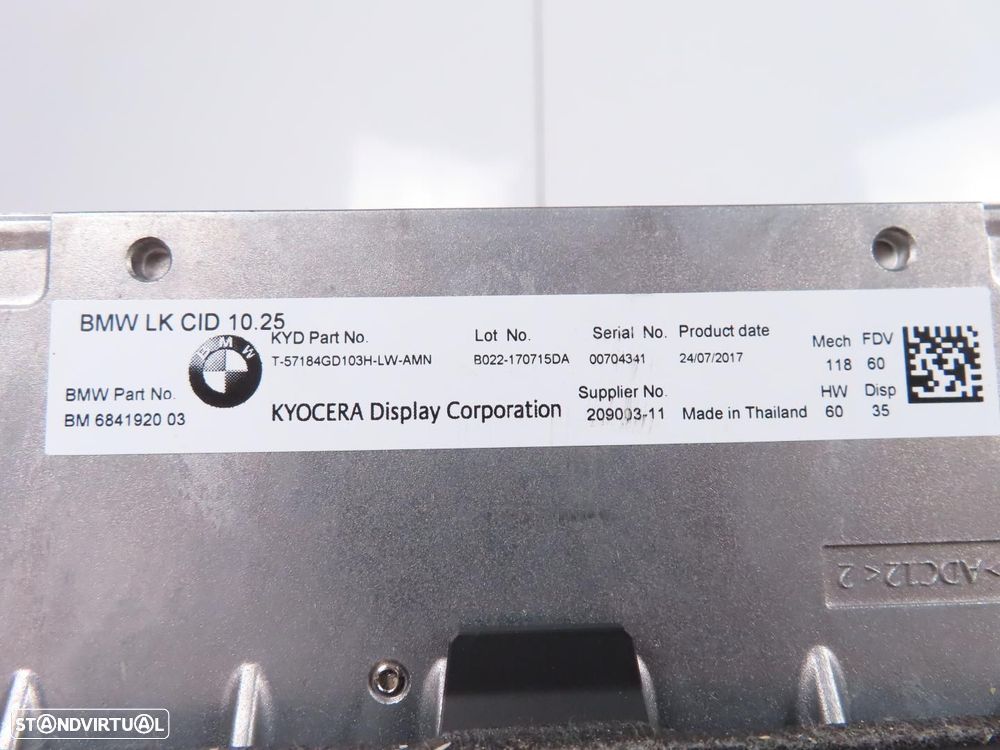 BMW LK CID 10.25
BMW
KYD Part No.
T-57184GD103H-LW-AMN
Lot No.
B022-170715DA
Serial No.
00704341
Product date
24/07/2017
Mech FDV
118 60
BMW Part No.
BM 6841920 03
KYOCERA Display Corporation
Supplier No.
209003-11
Made in Thailand
HW Disp
60 35
>ADC12<2
STANDVIRTUAL